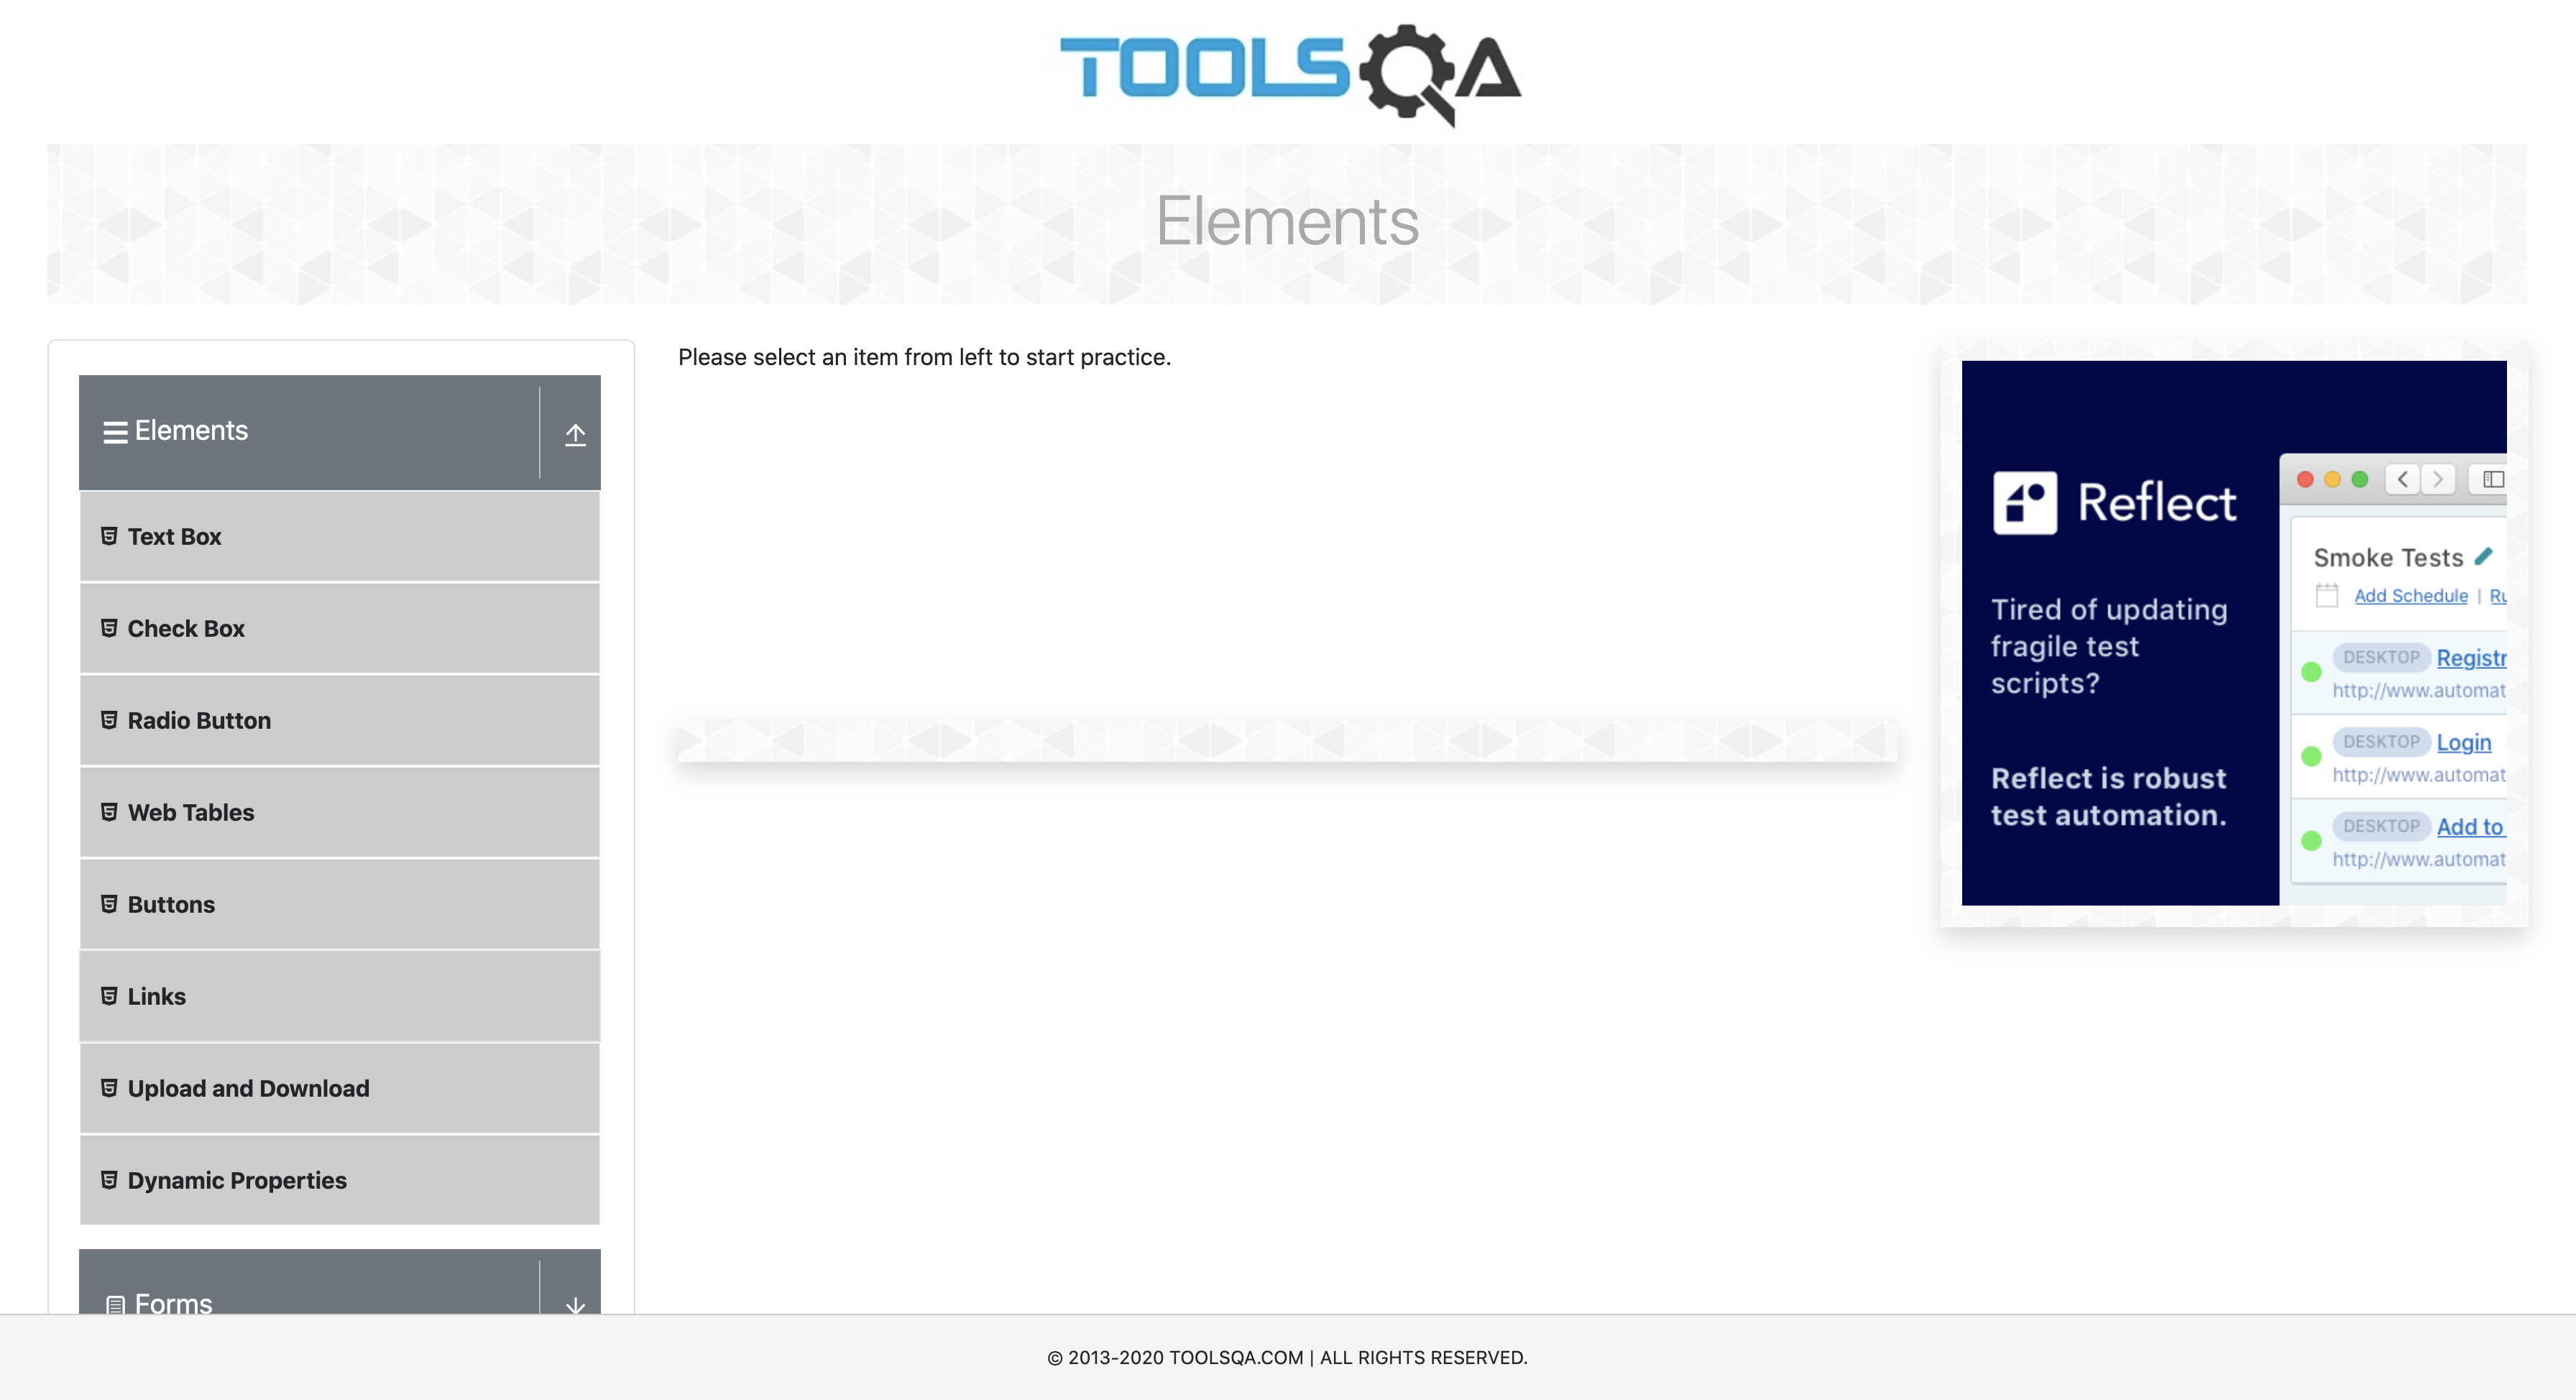 TOOLSQA
Elements
Elements
Text Box
Check Box
Radio Button
Web Tables
Buttons
Links
Upload and Download
Dynamic Properties
Forms
Please select an item from left to start practice.
Reflect
Tired of updating
fragile test
scripts?
Reflect is robust
test automation.
Smoke Tests
Add Schedule | Ru
DESKTOP Registr
http://www.automat
DESKTOP Login
http://www.automat
DESKTOP Add to
http://www.automat
© 2013-2020 TOOLSQA.COM | ALL RIGHTS RESERVED.